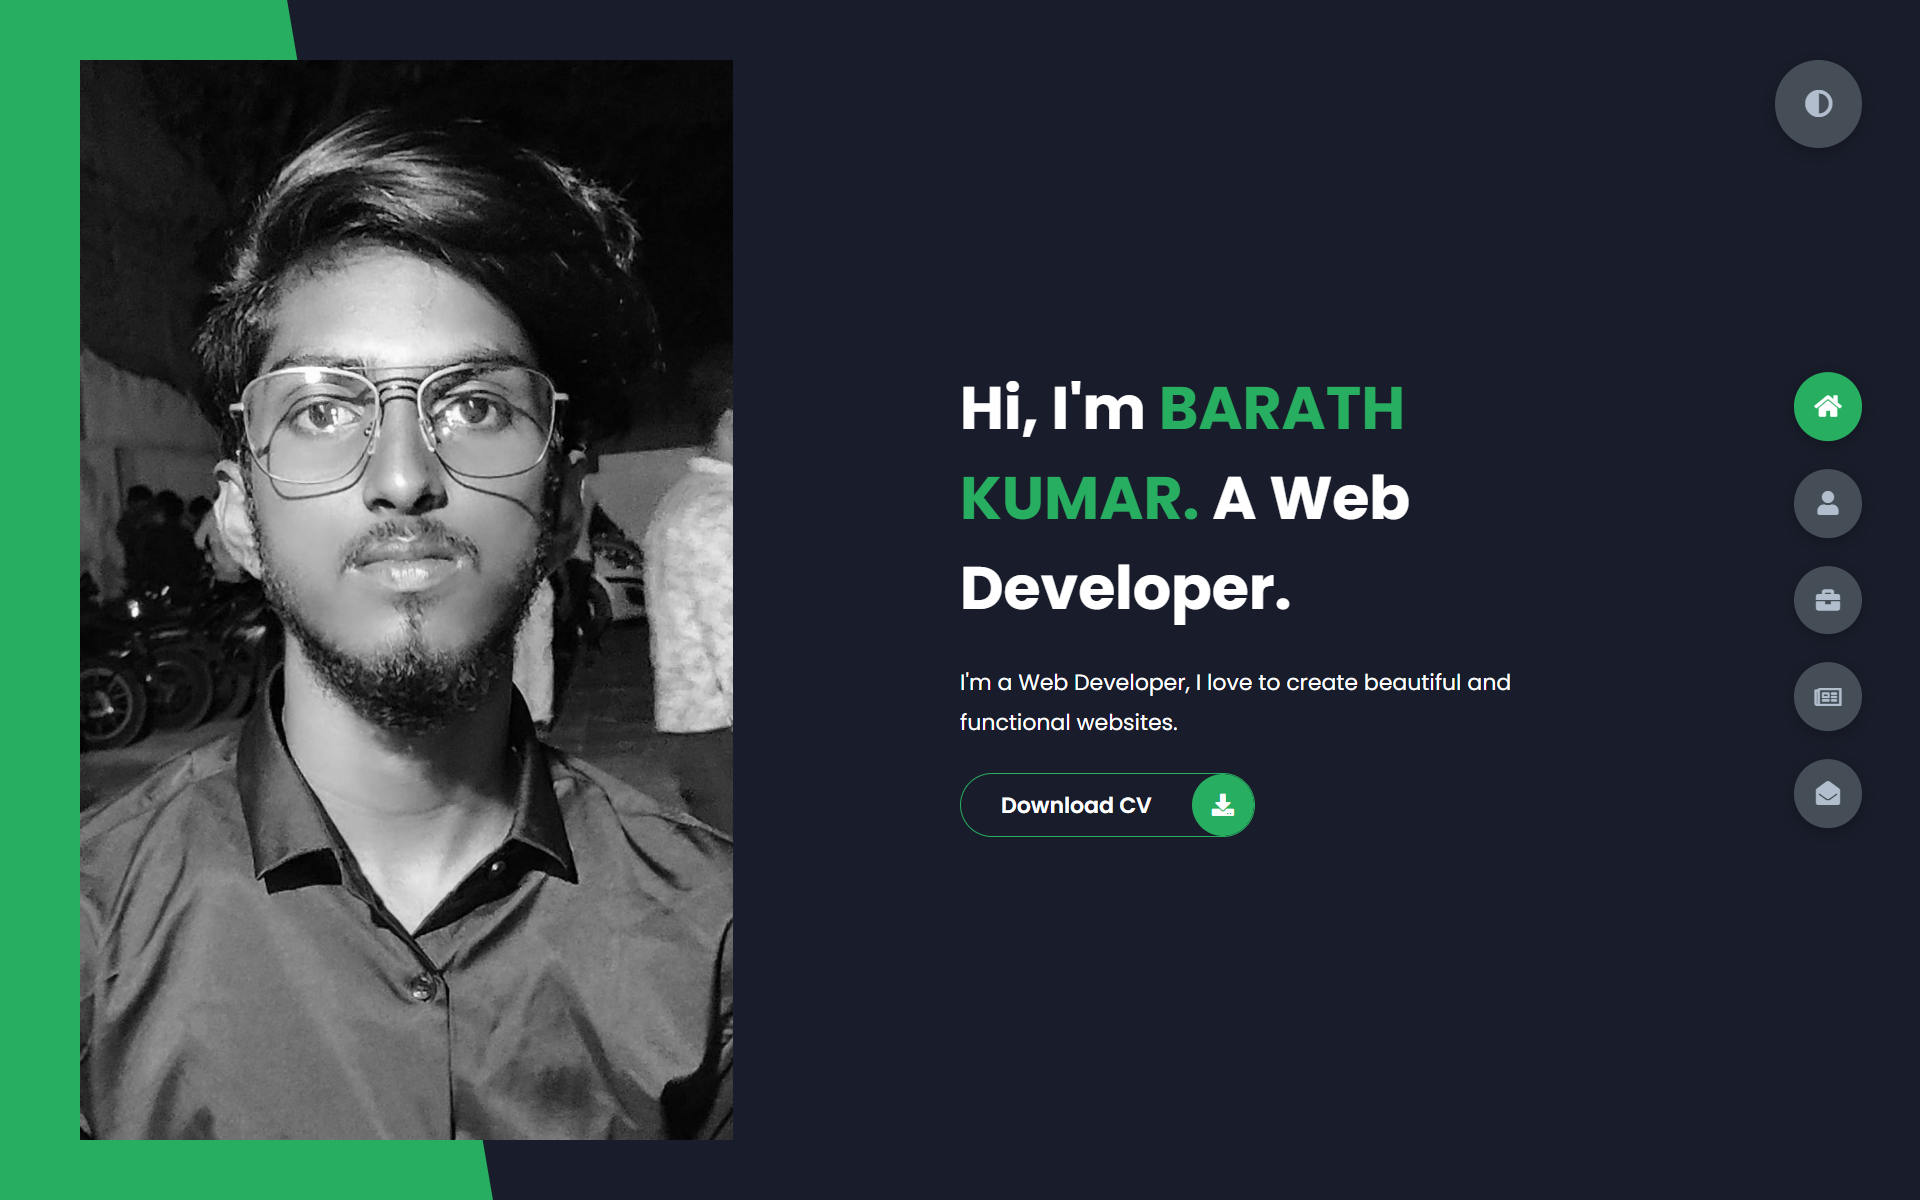 Hi, I'm BARATH
KUMAR. A Web
Developer.
I'm a Web Developer, I love to create beautiful and
functional websites.
Download CV